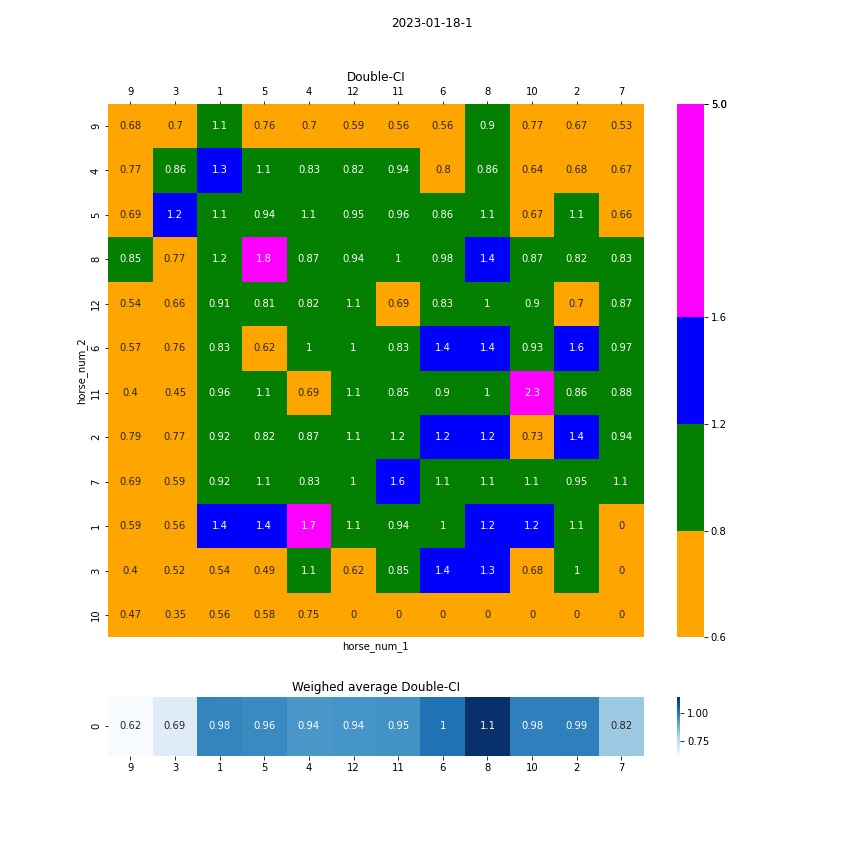 2023-01-18-1
Double-CI
9 3 1 5 4 12 11 6 8 10 2 7
5.0
9 0.68 0.7 1.1 0.76 0.7 0.59 0.56 0.56 0.9 0.77 0.67 0.53
4 0.77 0.86 1.3 1.1 0.83 0.82 0.94 0.8 0.86 0.64 0.68 0.67
5 0.69 1.2 1.1 0.94 1.1 0.95 0.96 0.86 1.1 0.67 1.1 0.66
8 0.85 0.77 1.2 1.8 0.87 0.94 1 0.98 1.4 0.87 0.82 0.83
12 0.54 0.66 0.91 0.81 0.82 1.1 0.69 0.83 1 0.9 0.7 0.87
1.6
6 0.57 0.76 0.83 0.62 1 1 0.83 1.4 1.4 0.93 1.6 0.97
horse_num_2
11 0.4 0.45 0.96 1.1 0.69 1.1 0.85 0.9 1 2.3 0.86 0.88
1.2
2 0.79 0.77 0.92 0.82 0.87 1.1 1.2 1.2 1.2 0.73 1.4 0.94
7 0.69 0.59 0.92 1.1 0.83 1 1.6 1.1 1.1 1.1 0.95 1.1
1 0.59 0.56 1.4 1.4 1.7 1.1 0.94 1 1.2 1.2 1.1 0
0.8
3 0.4 0.52 0.54 0.49 1.1 0.62 0.85 1.4 1.3 0.68 1 0
10 0.47 0.35 0.56 0.58 0.75 0 0 0 0 0 0 0
0.6
horse_num_1
Weighed average Double-CI
1.00
0 0.62 0.69 0.98 0.96 0.94 0.94 0.95 1 1.1 0.98 0.99 0.82
0.75
9 3 1 5 4 12 11 6 8 10 2 7